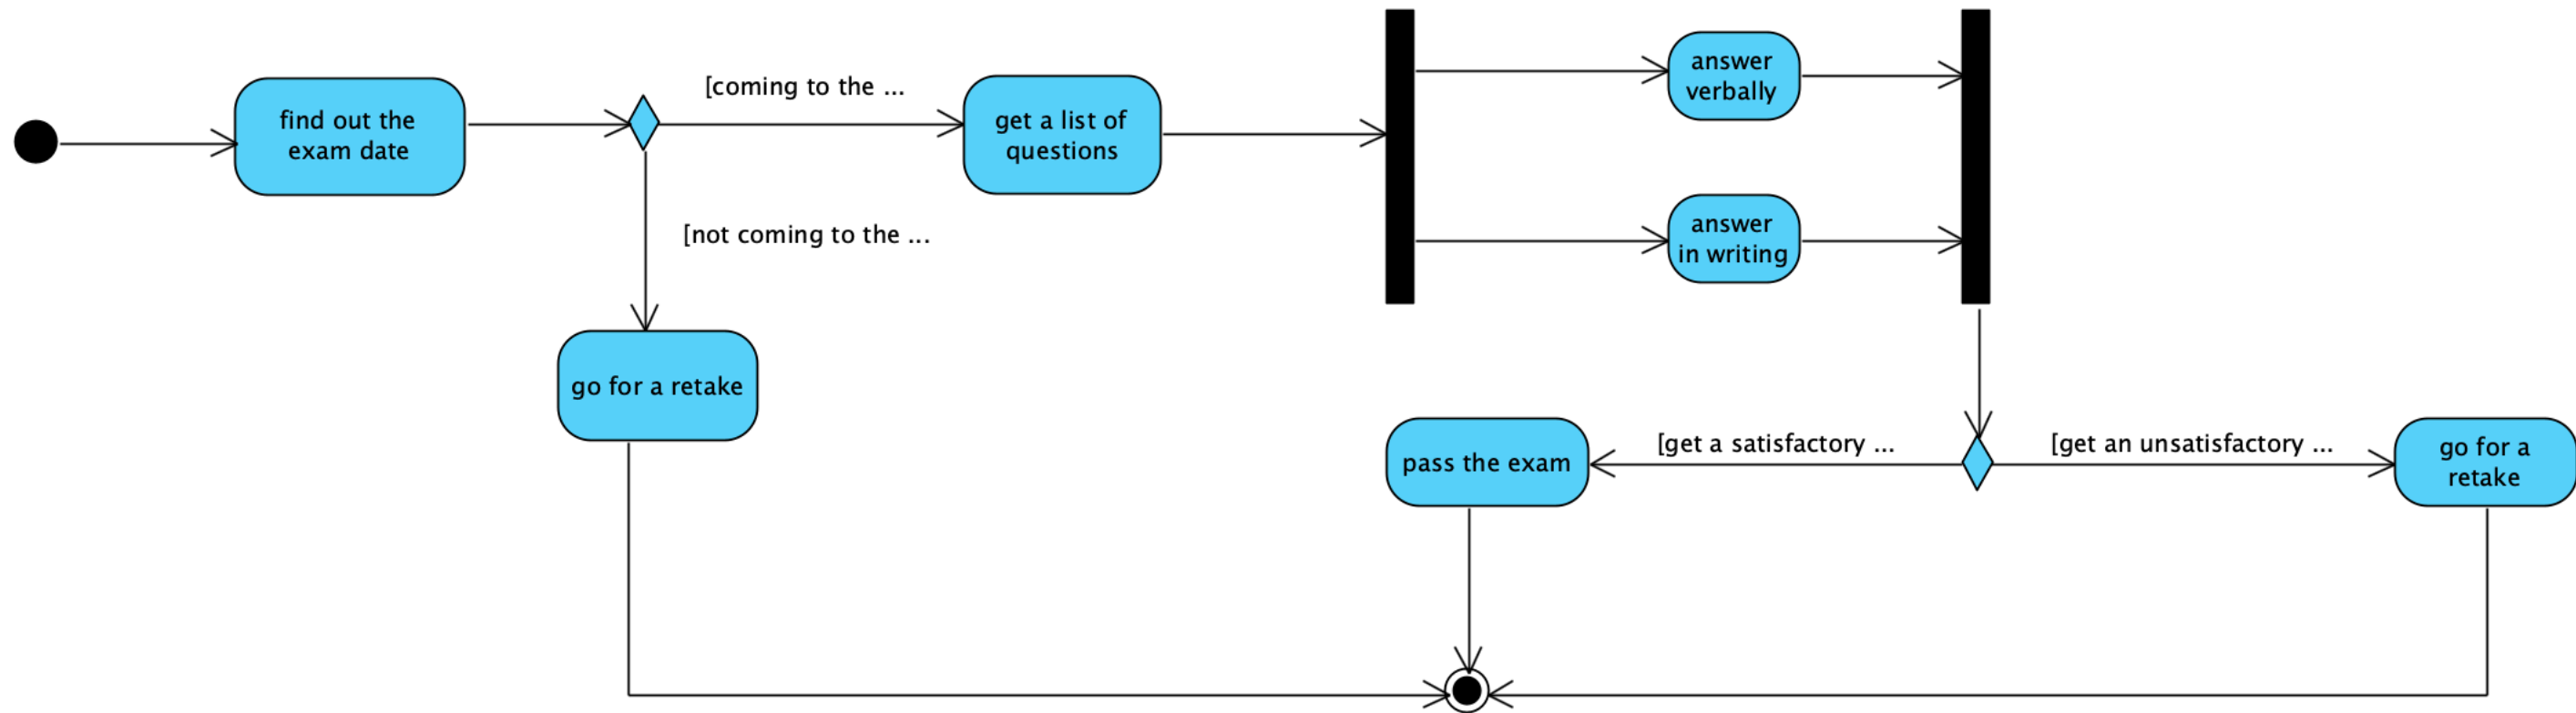 find out the
exam date
[coming to the ...
get a list of
questions
answer
verbally
answer
in writing
[not coming to the ...
go for a retake
pass the exam
[get a satisfactory ...
[get an unsatisfactory ...
go for a
retake